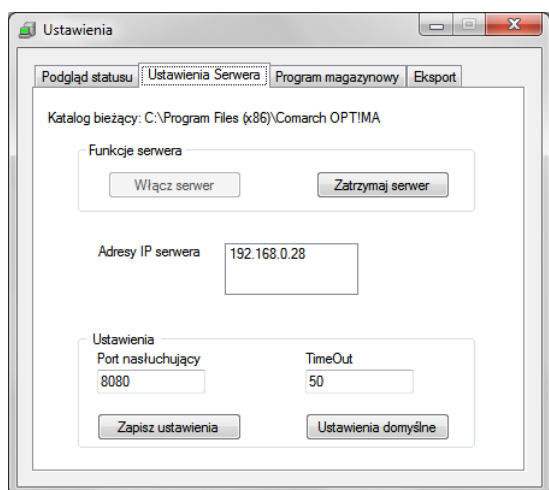 Ustawienia
Podgląd statusu Ustawienia Serwera Program magazynowy Eksport
Katalog bieżący: C:\Program Files (x86)\Comarch OPT!MA
Funkcje serwera
Włącz serwer Zatrzymaj serwer
Adresy IP serwera 192.168.0.28
Ustawienia
Port nasłuchujący TimeOut
8080 50
Zapisz ustawienia Ustawienia domyślne